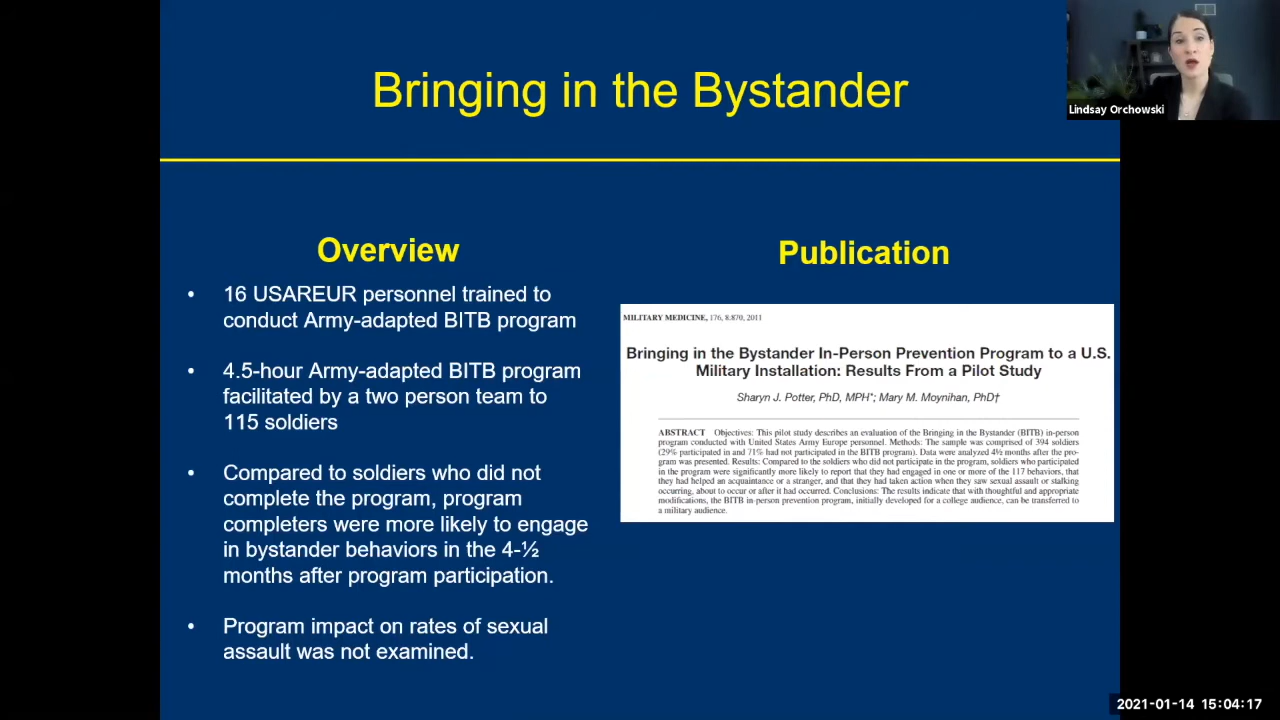 Bringing in the Bystander
Lindsay Orchowski
Overview
• 16 USAREUR personnel trained to
conduct Army-adapted BITB program
• 4.5-hour Army-adapted BITB program
facilitated by a two person team to
115 soldiers
• Compared to soldiers who did not
complete the program, program
completers were more likely to engage
in bystander behaviors in the 4-½
months after program participation.
• Program impact on rates of sexual
assault was not examined.
Publication
MILITARY MEDICINE, 176, 8:870, 2011
Bringing in the Bystander In-Person Prevention Program to a U.S.
Military Installation: Results From a Pilot Study
Sharyn J. Potter, PhD, MPH*; Mary M. Moynihan, PhD†
ABSTRACT Objectives: This pilot study describes an evaluation of the Bringing in the Bystander (BITB) in-person
program conducted with United States Army Europe personnel. Methods: The sample was comprised of 394 soldiers
(29% participated in and 71% had not participated in the BITB program). Data were analyzed 4½ months after the pro-
gram was presented. Results: Compared to the soldiers who did not participate in the program, soldiers who participated
in the program were significantly more likely to report that they had engaged in one or more of the 117 behaviors, that
they had helped an acquaintance or a stranger, and that they had taken action when they saw sexual assault or stalking
occurring, about to occur or after it had occurred. Conclusions: The results indicate that with thoughtful and appropriate
modifications, the BITB in-person prevention program, initially developed for a college audience, can be transferred to
a military audience.
2021-01-14 15:04:17